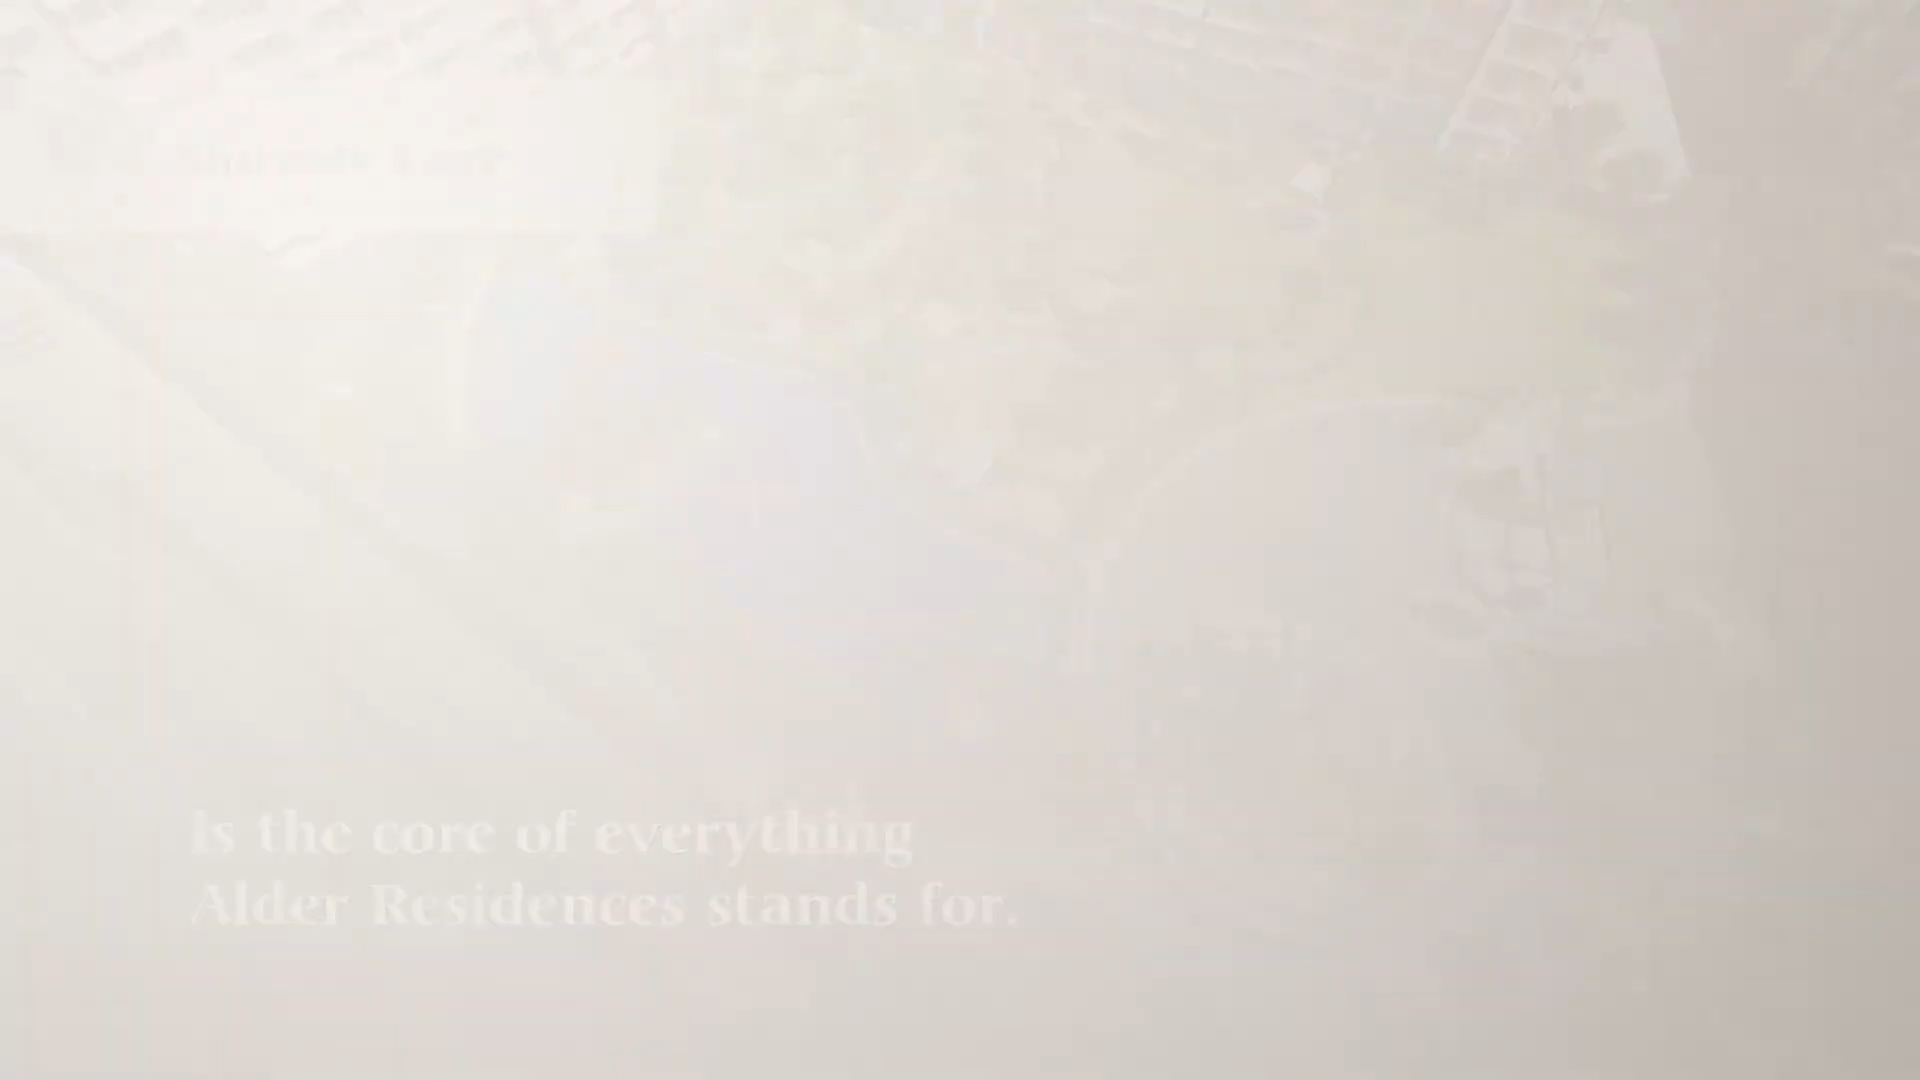 is the core of everything
Alder Residences stands for.